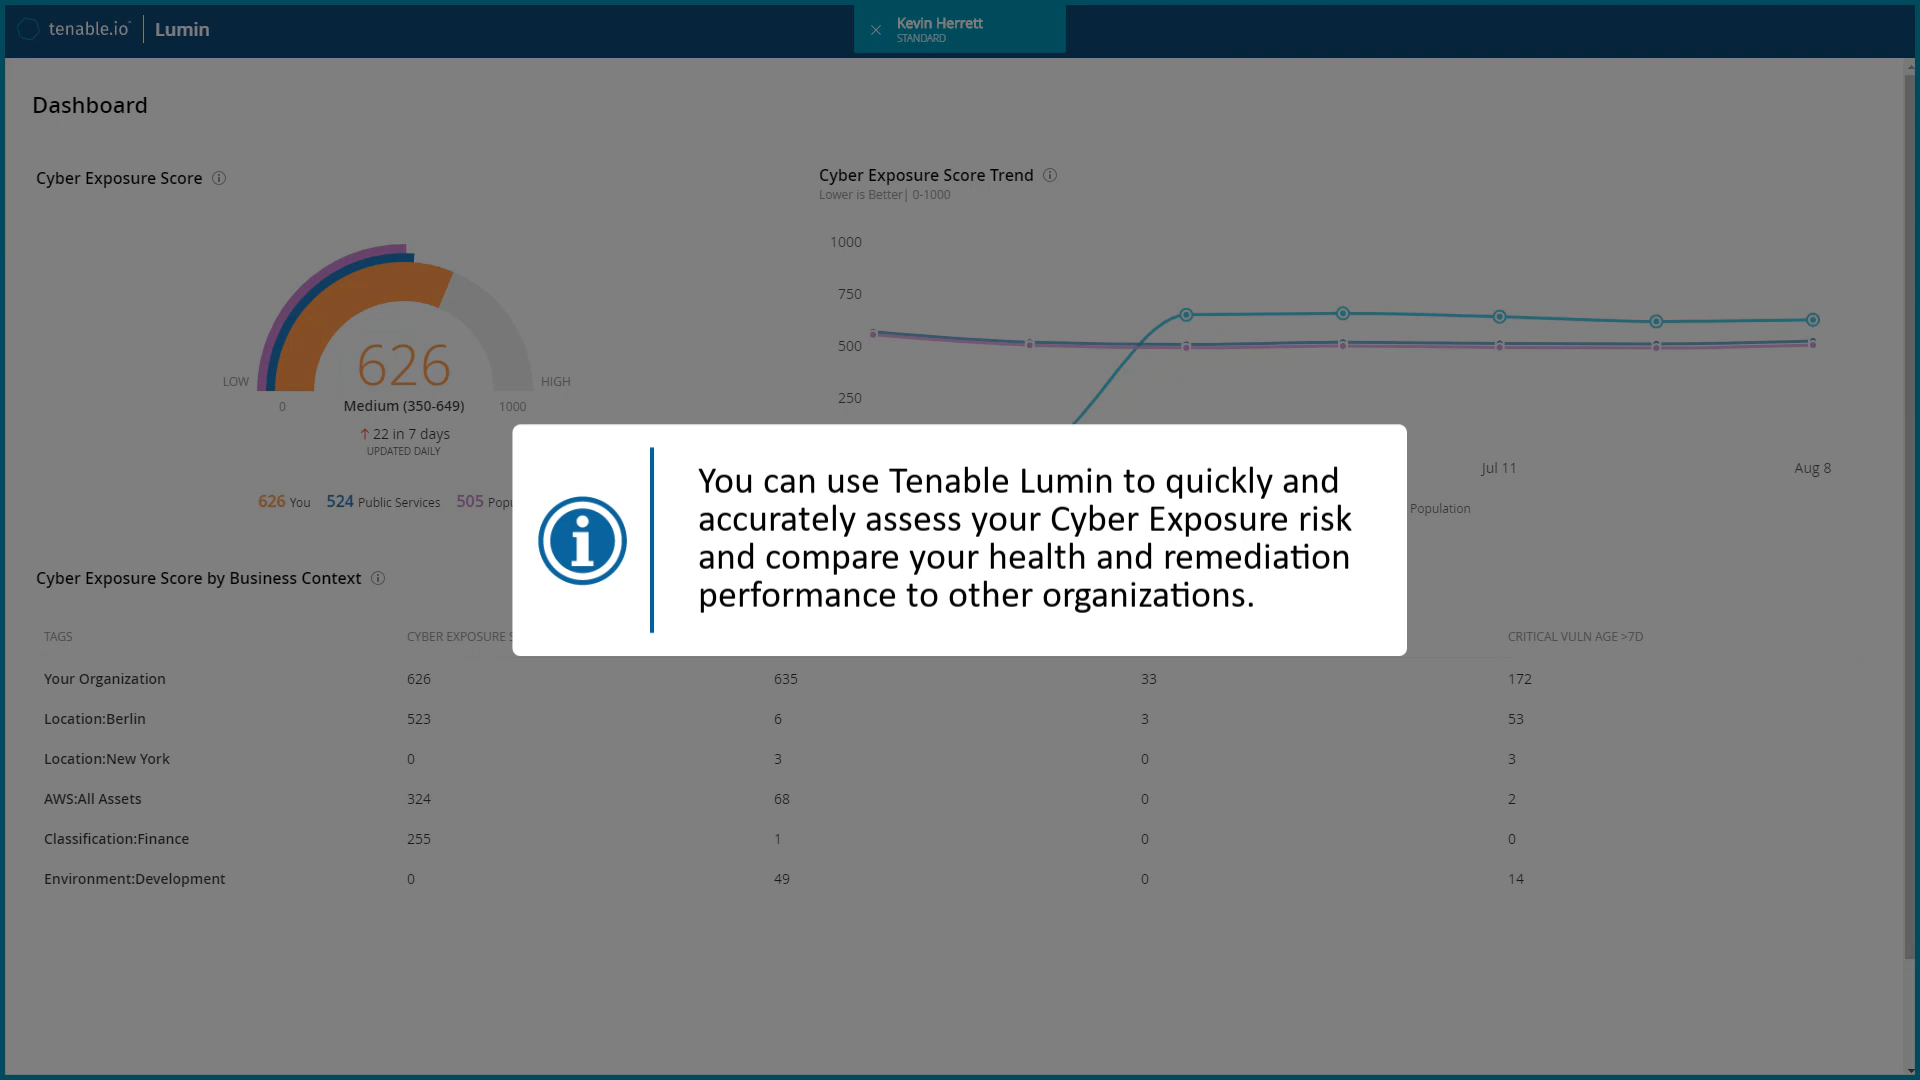 tenable.io Lumin
Kevin Herrett
STANDARD
Dashboard
Cyber Exposure Score
LOW
HIGH
0
626
1000
Medium (350-649)
↑ 22 in 7 days
UPDATED DAILY
626 You 524 Public Services 505
Cyber Exposure Score Trend
Lower is Better| 0-1000
1000
750
500
250
Jul 11
Aug 8
Population
You can use Tenable Lumin to quickly and
accurately assess your Cyber Exposure risk
and compare your health and remediation
performance to other organizations.
Cyber Exposure Score by Business Context
TAGS CYBER EXPOSURE CRITICAL VULN AGE >7D
Your Organization 626 635 33 172
Location:Berlin 523 6 3 53
Location:New York 0 3 0 3
AWS:All Assets 324 68 0 2
Classification:Finance 255 1 0 0
Environment:Development 0 49 0 14